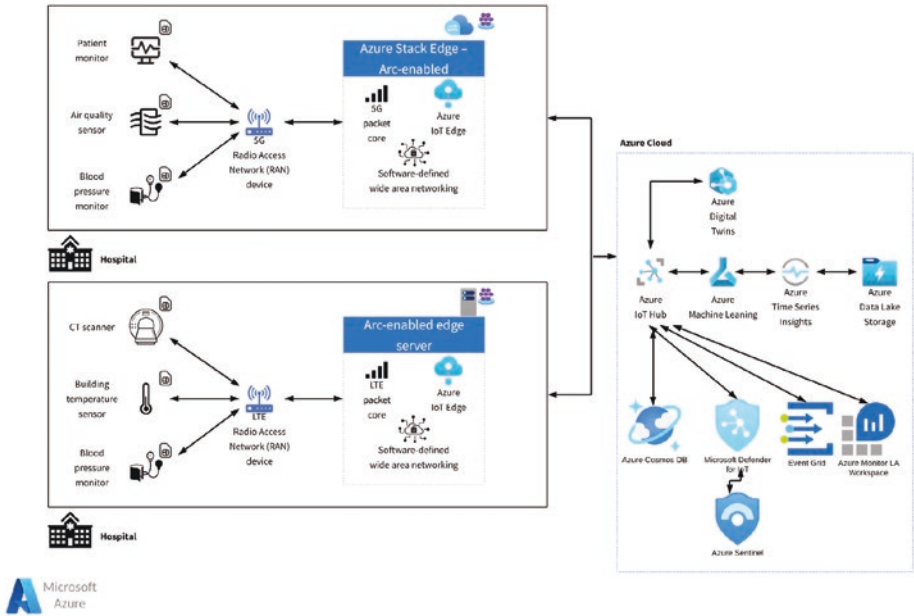 Patient
monitor
Air quality
sensor
Blood
pressure
monitor
5G
Radio Access
Network (RAN)
device
Azure Stack Edge –
Arc-enabled
5G
packet
core
Azure
IoT Edge
Software-defined
wide area networking
Hospital
CT scanner
Building
temperature
sensor
Blood
pressure
monitor
LTE
Radio Access
Network (RAN)
device
Arc-enabled edge
server
LTE
packet
core
Azure
IoT Edge
Software-defined
wide area networking
Hospital
Azure Cloud
Azure
Digital
Twins
Azure
IoT Hub
Azure
Machine Leaning
Azure
Time Series
Insights
Azure
Data Lake
Storage
Azure Cosmos DB
Microsoft Defender
for IoT
Event Grid
Azure Monitor LA
Workspace
Azure Sentinel
Microsoft
Azure